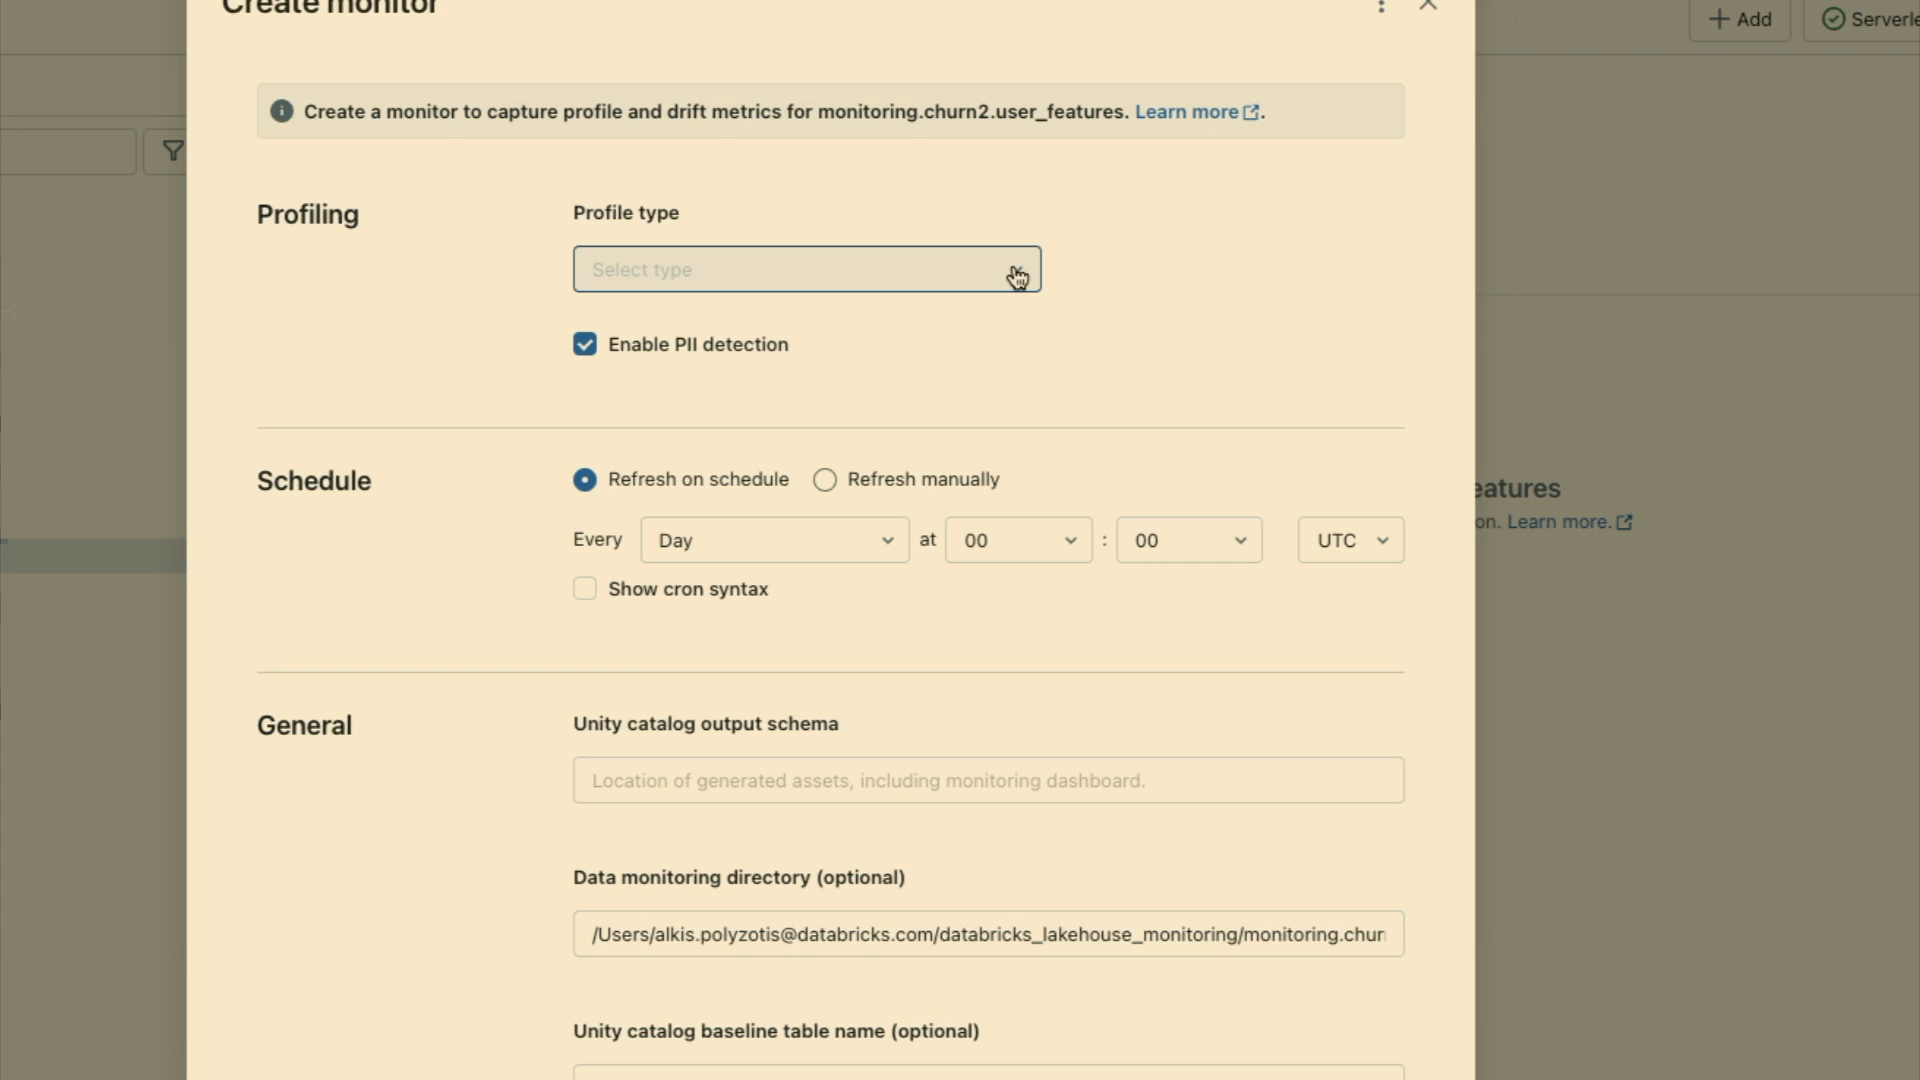 Create monitor
+ Add
Create a monitor to capture profile and drift metrics for monitoring.churn2.user_features. Learn more.
Profiling
Profile type
Select type
Enable PII detection
Schedule
Refresh on schedule
Refresh manually
Every
Day
at
00
:
00
UTC
Show cron syntax
eatures
on. Learn more.
General
Unity catalog output schema
Location of generated assets, including monitoring dashboard.
Data monitoring directory (optional)
/Users/alkis.polyzotis@databricks.com/databricks_lakehouse_monitoring/monitoring.chur
Unity catalog baseline table name (optional)